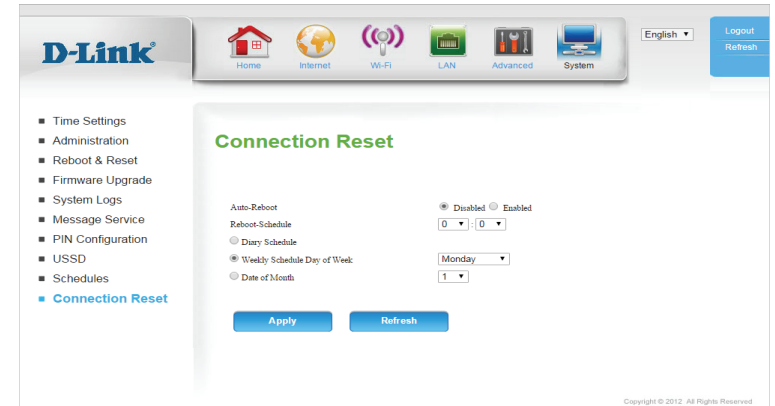 D-Link®
Home
Internet
Wi-Fi
LAN
Advanced
System
English
Logout
Refresh
Time Settings
Administration
Reboot & Reset
Firmware Upgrade
System Logs
Message Service
PIN Configuration
USSD
Schedules
Connection Reset
Connection Reset
Auto-Reboot Disabled Enabled
Reboot-Schedule 0 : 0
Diary Schedule
Weekly Schedule Day of Week Monday
Date of Month 1
Apply Refresh
Copyright © 2012 All Rights Reserved